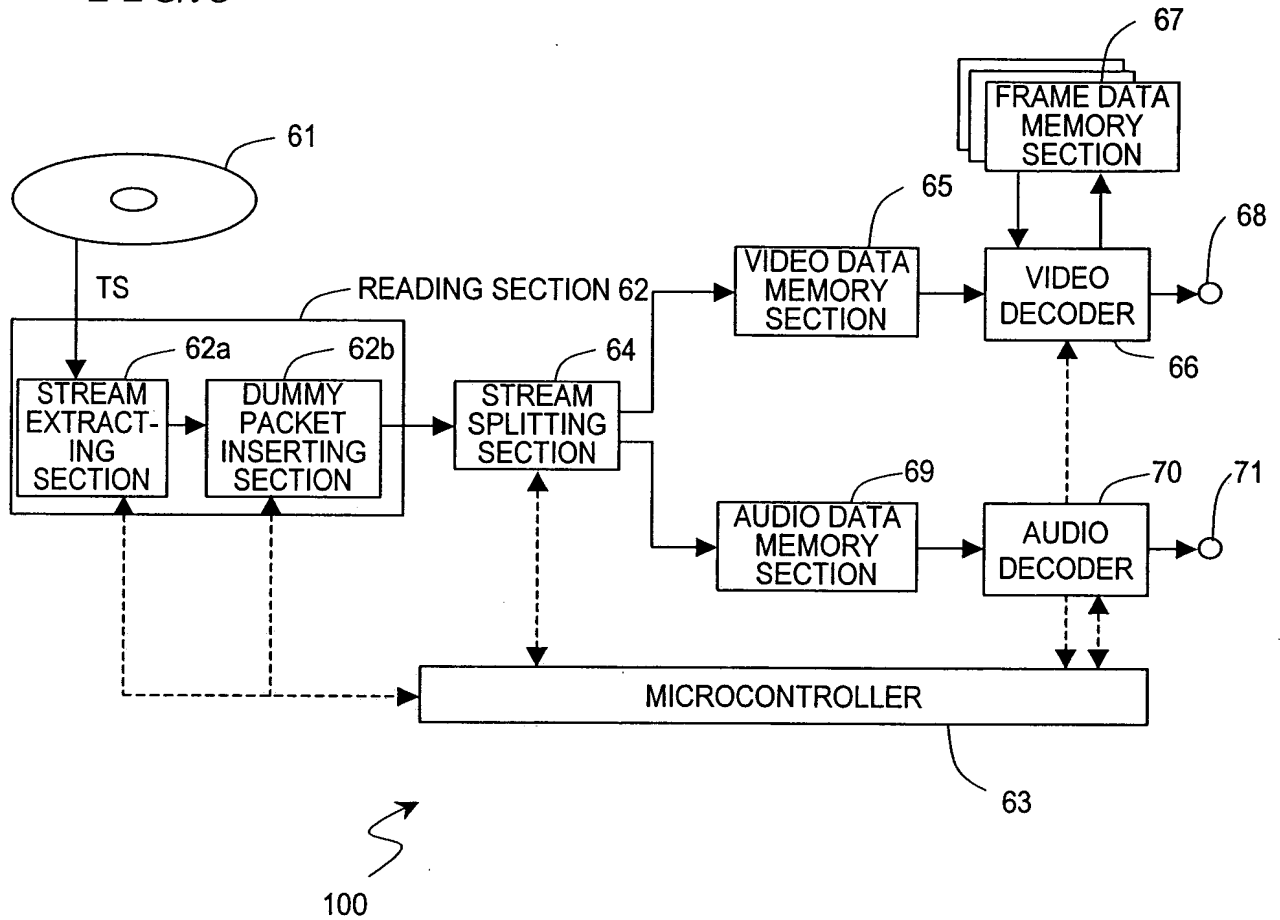 67
FRAME DATA
MEMORY
SECTION
61
65
68
VIDEO DATA
MEMORY
SECTION
VIDEO
DECODER
66
TS
READING SECTION 62
62a
62b
64
STREAM
EXTRACT-
ING
SECTION
DUMMY
PACKET
INSERTING
SECTION
STREAM
SPLITTING
SECTION
69
70
71
AUDIO DATA
MEMORY
SECTION
AUDIO
DECODER
MICROCONTROLLER
63
100